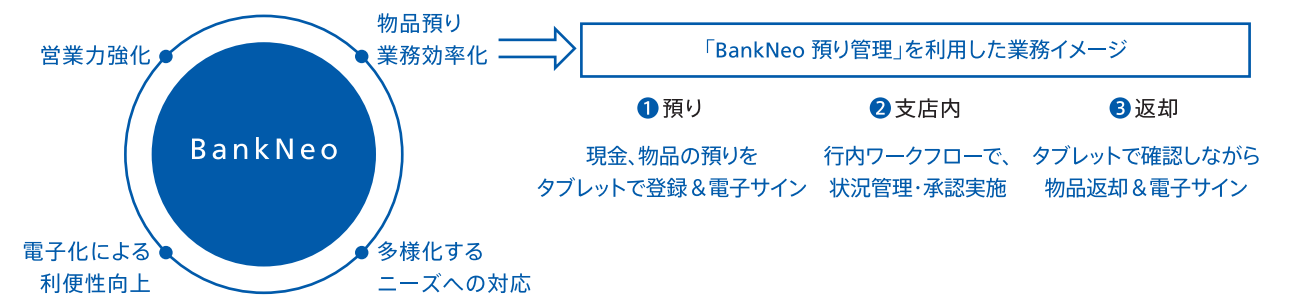 営業力強化
物品預り
業務効率化
BankNeo
電子化による
利便性向上
多様化する
ニーズへの対応
「BankNeo 預り管理」を利用した業務イメージ
❶預り
現金、物品の預りを
タブレットで登録＆電子サイン
❷支店内
行内ワークフローで、
状況管理・承認実施
❸返却
タブレットで確認しながら
物品返却＆電子サイン